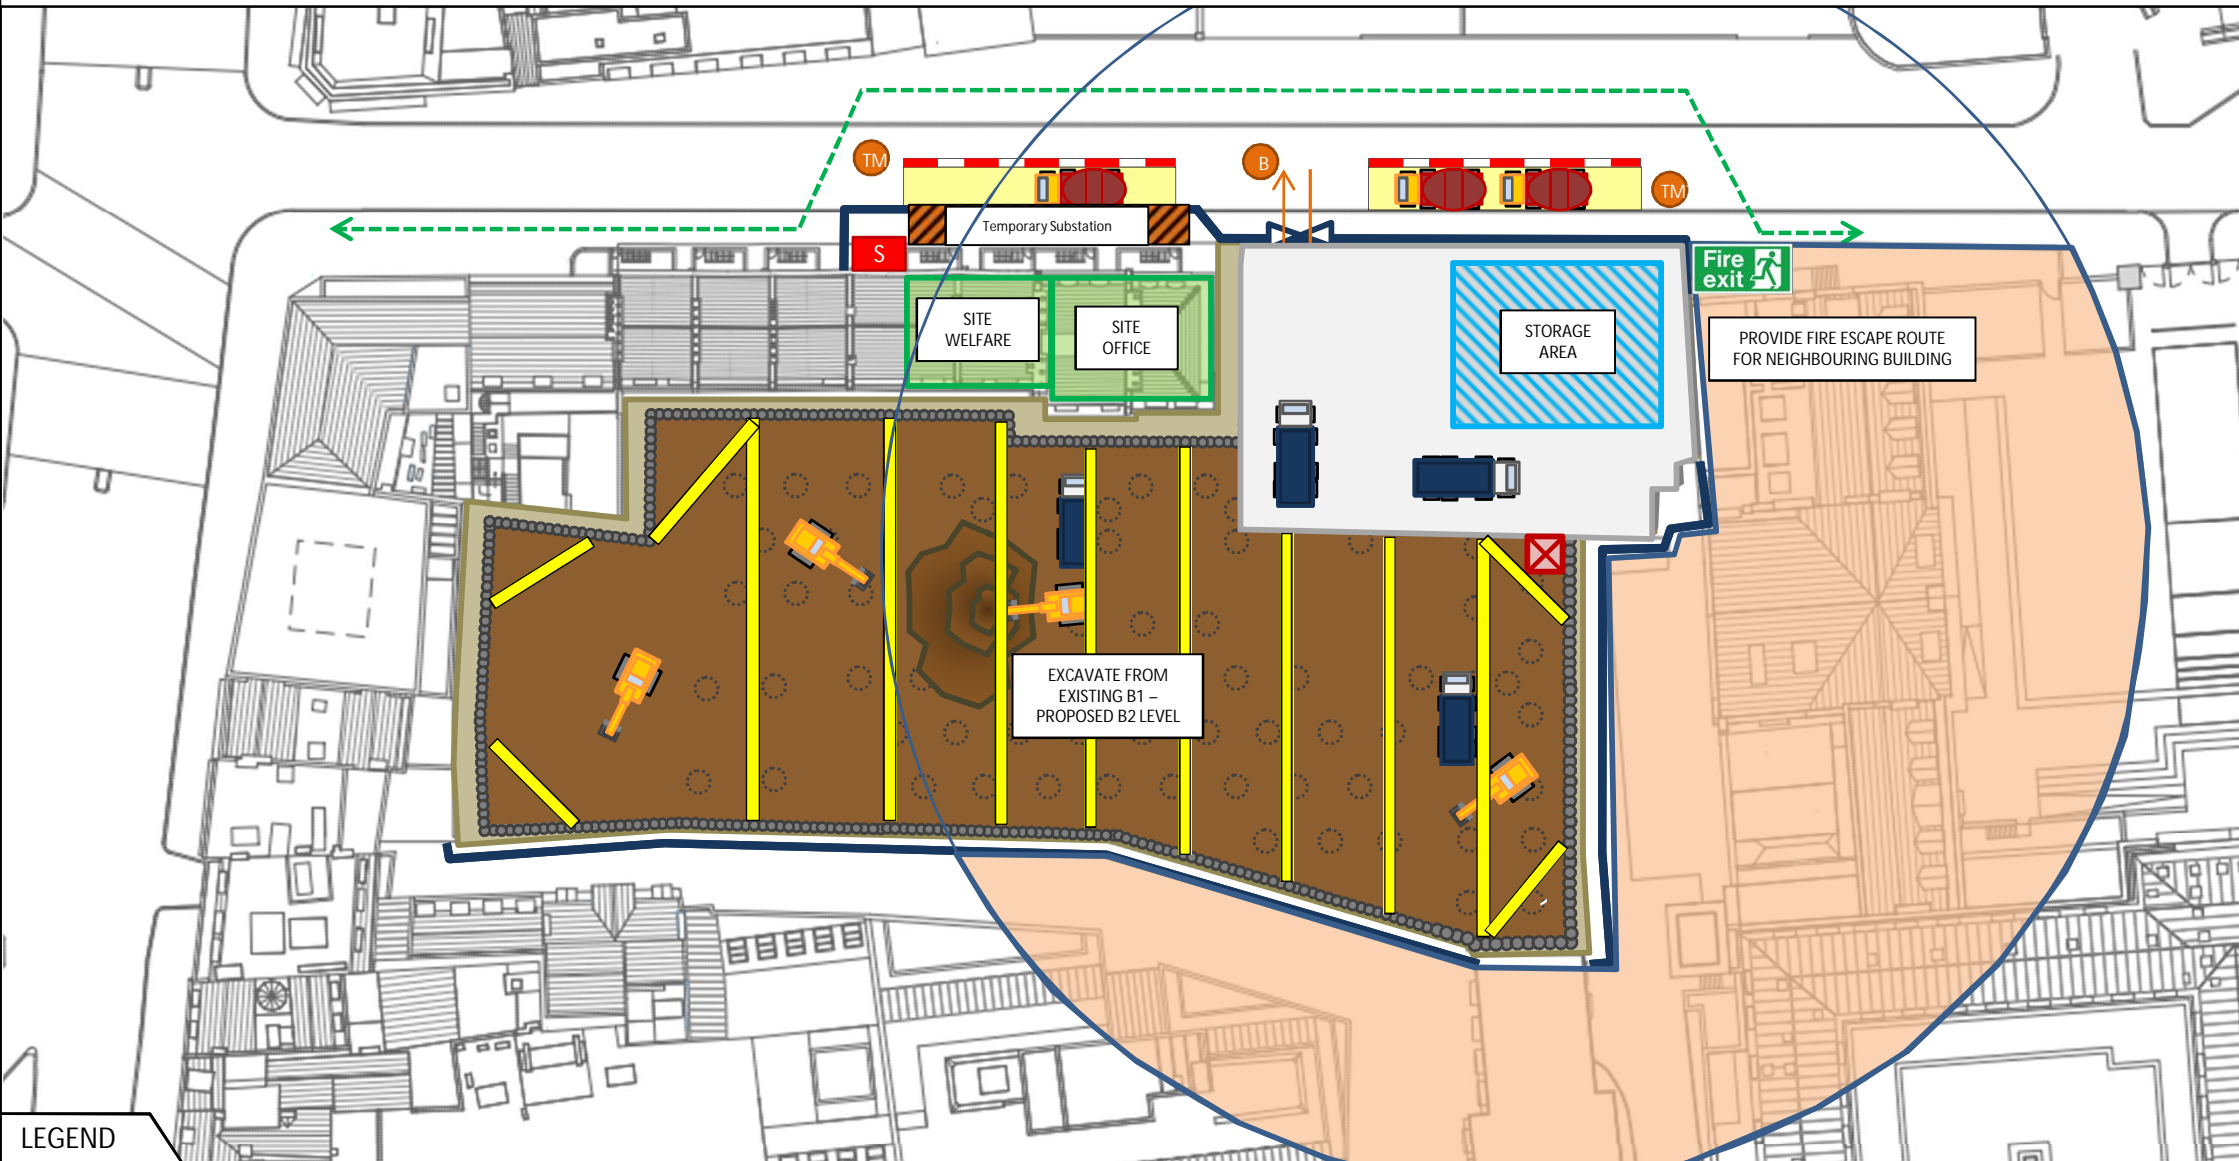 TM
B
TM
Temporary Substation
S
Fire
exit
SITE
WELFARE
SITE
OFFICE
STORAGE
AREA
PROVIDE FIRE ESCAPE ROUTE
FOR NEIGHBOURING BUILDING
EXCAVATE FROM
EXISTING B1 –
PROPOSED B2 LEVEL
LEGEND